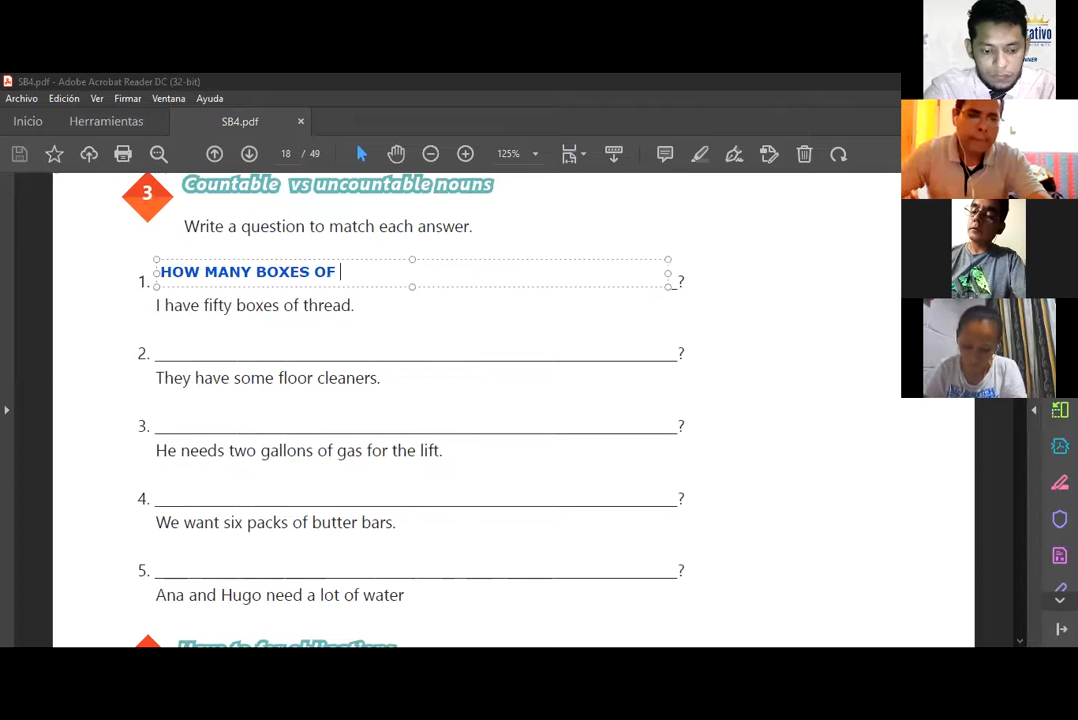 SB4.pdf - Adobe Acrobat Reader DC (32-bit)
Archivo Edición Ver Firmar Ventana Ayuda
Inicio Herramientas SB4.pdf ×
18 / 49 125%
3 Countable vs uncountable nouns
Write a question to match each answer.
1. HOW MANY BOXES OF ?
I have fifty boxes of thread.
2. ?
They have some floor cleaners.
3. ?
He needs two gallons of gas for the lift.
4. ?
We want six packs of butter bars.
5. ?
Ana and Hugo need a lot of water